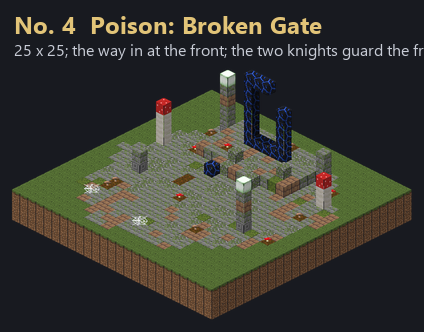 No. 4 Poison: Broken Gate
25 x 25; the way in at the front; the two knights guard the fr